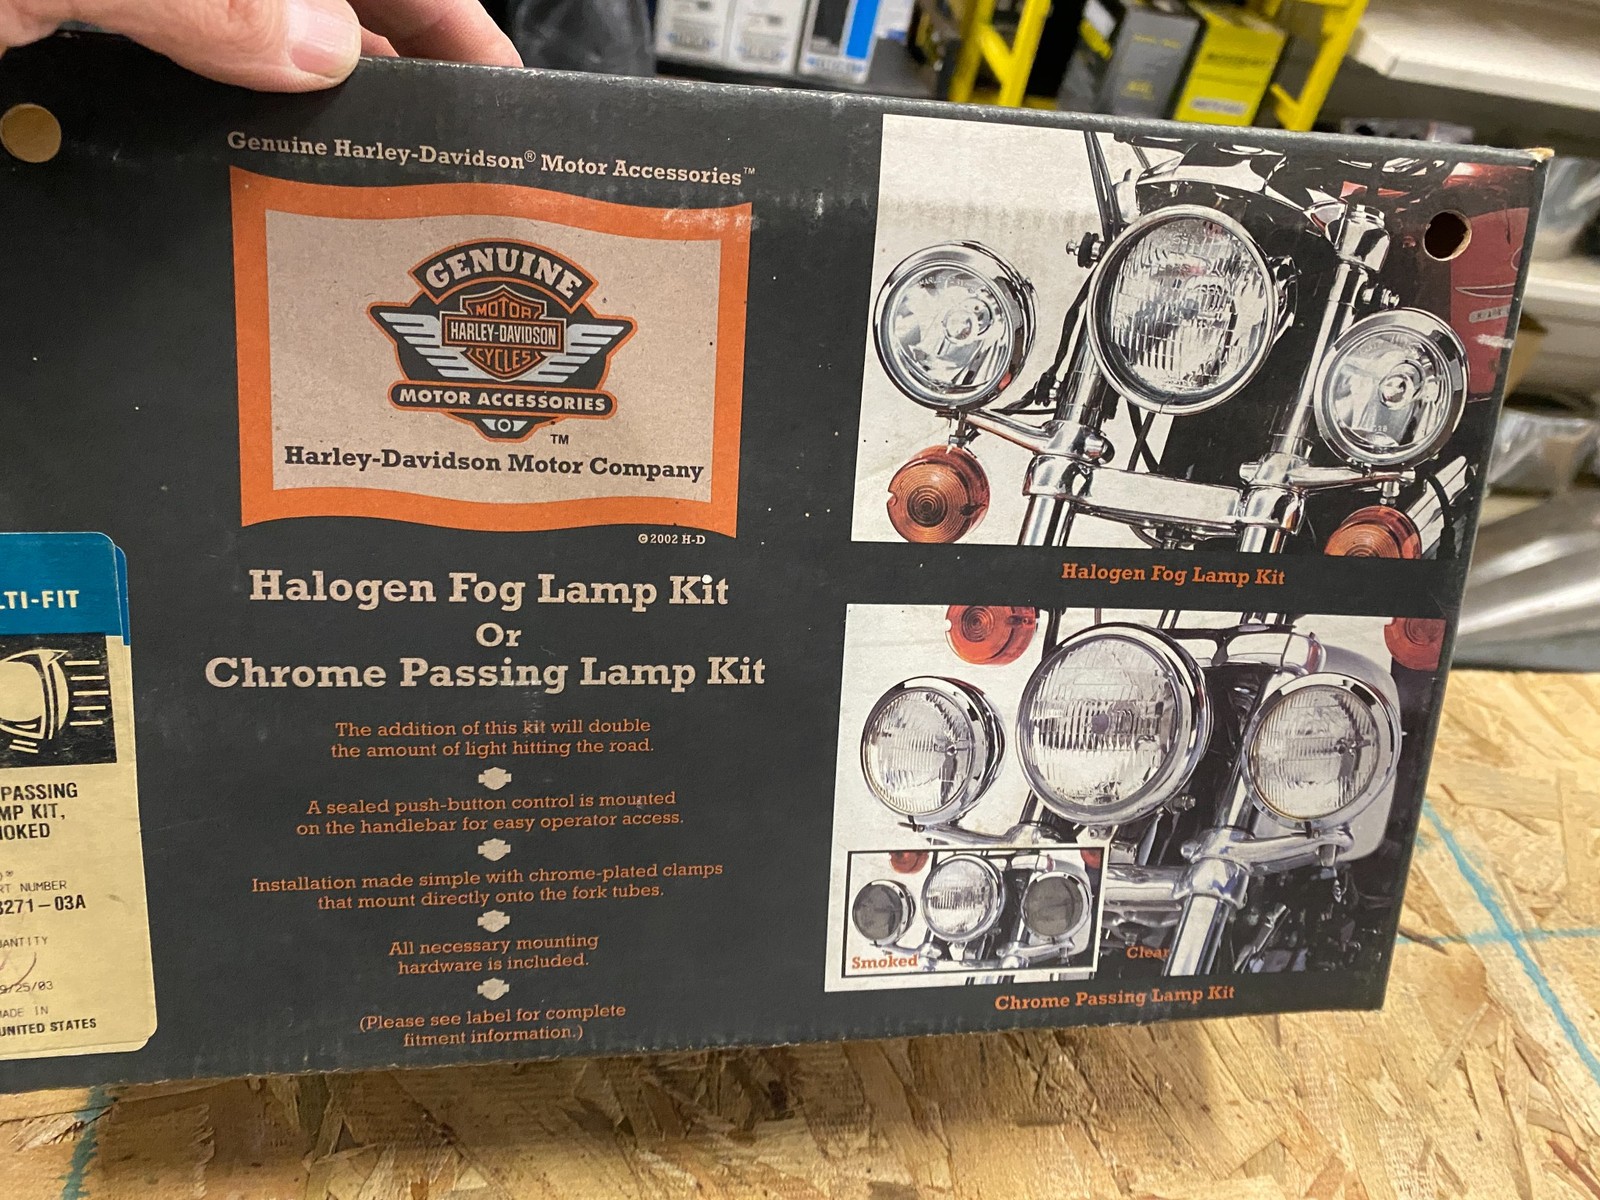 Genuine Harley-Davidson® Motor Accessories™
GENUINE
MOTOR
HARLEY-DAVIDSON
CYCLES
MOTOR ACCESSORIES
TM
Harley-Davidson Motor Company
© 2002 H-D
Halogen Fog Lamp Kit
Or
Chrome Passing Lamp Kit
The addition of this kit will double
the amount of light hitting the road.
A sealed push-button control is mounted
on the handlebar for easy operator access.
Installation made simple with chrome-plated clamps
that mount directly onto the fork tubes.
All necessary mounting
hardware is included.
(Please see label for complete
fitment information.)
Halogen Fog Lamp Kit
Smoked
Clear
Chrome Passing Lamp Kit
LTI-FIT
PASSING
MP KIT,
OKED
RT NUMBER
3271-03A
ANTITY
9/25/03
MADE IN
UNITED STATES